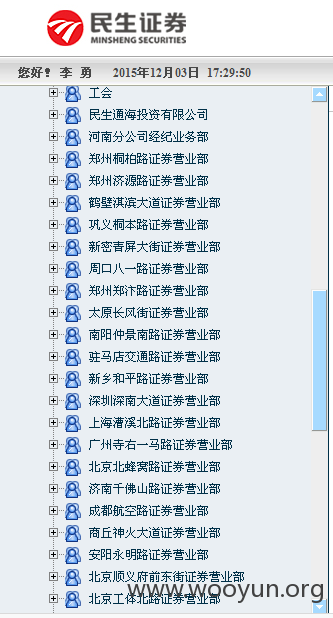 民生证券
MINSHENG SECURITIES
您好！ 李 勇 2015年12月03日 17:29:50
工会
民生通海投资有限公司
河南分公司经纪业务部
郑州桐柏路证券营业部
郑州济源路证券营业部
鹤壁淇滨大道证券营业部
巩义桐本路证券营业部
新密青屏大街证券营业部
周口八一路证券营业部
郑州郑汴路证券营业部
太原长风街证券营业部
南阳仲景南路证券营业部
驻马店交通路证券营业部
新乡和平路证券营业部
深圳深南大道证券营业部
上海漕溪北路证券营业部
广州寺右一马路证券营业部
北京北蜂窝路证券营业部
济南千佛山路证券营业部
成都航空路证券营业部
商丘神火大道证券营业部
安阳永明路证券营业部
北京顺义府前东街证券营业部
北京工体北路证券营业部
www.wooyun.org